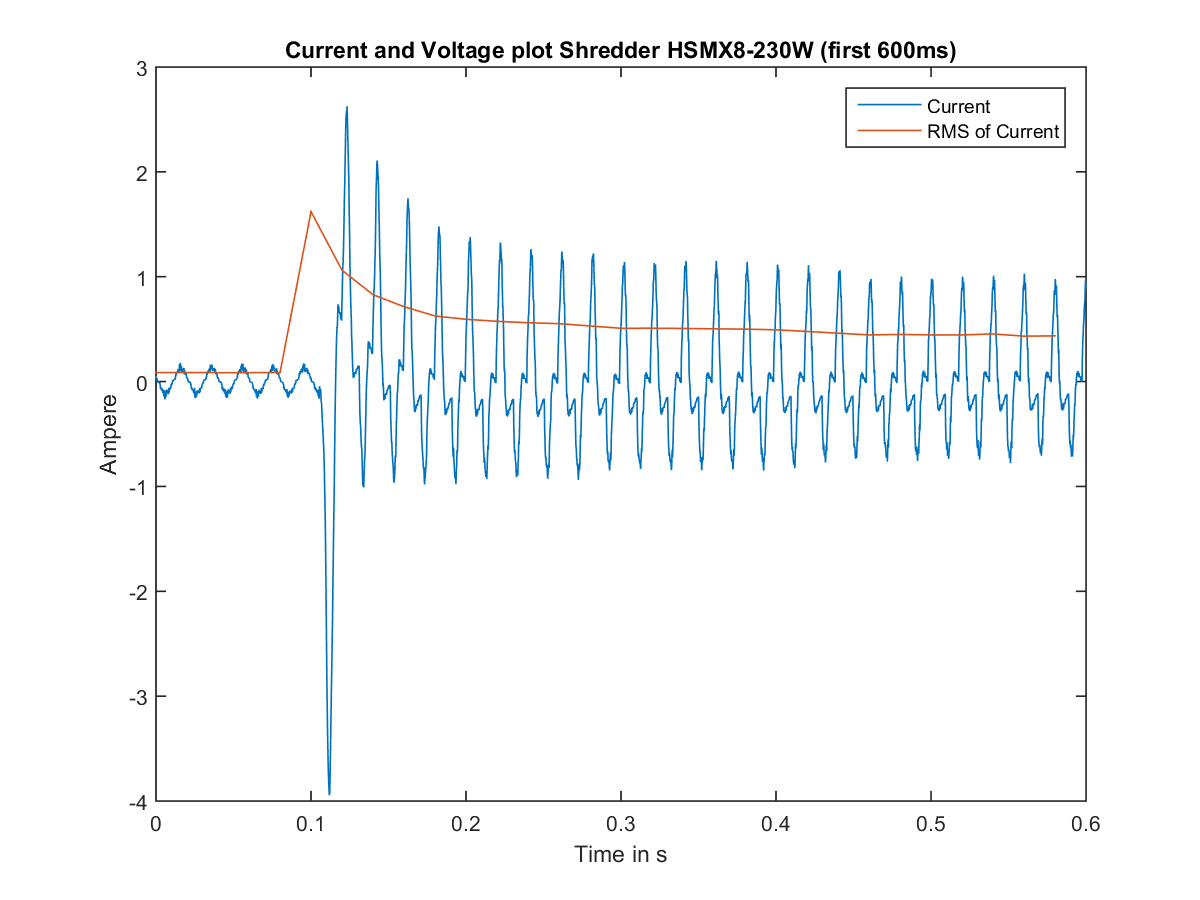 Current and Voltage plot Shredder HSMX8-230W (first 600ms)
3
2
1
0
-1
-2
-3
-4
Ampere
Current
RMS of Current
0 0.1 0.2 0.3 0.4 0.5 0.6
Time in s